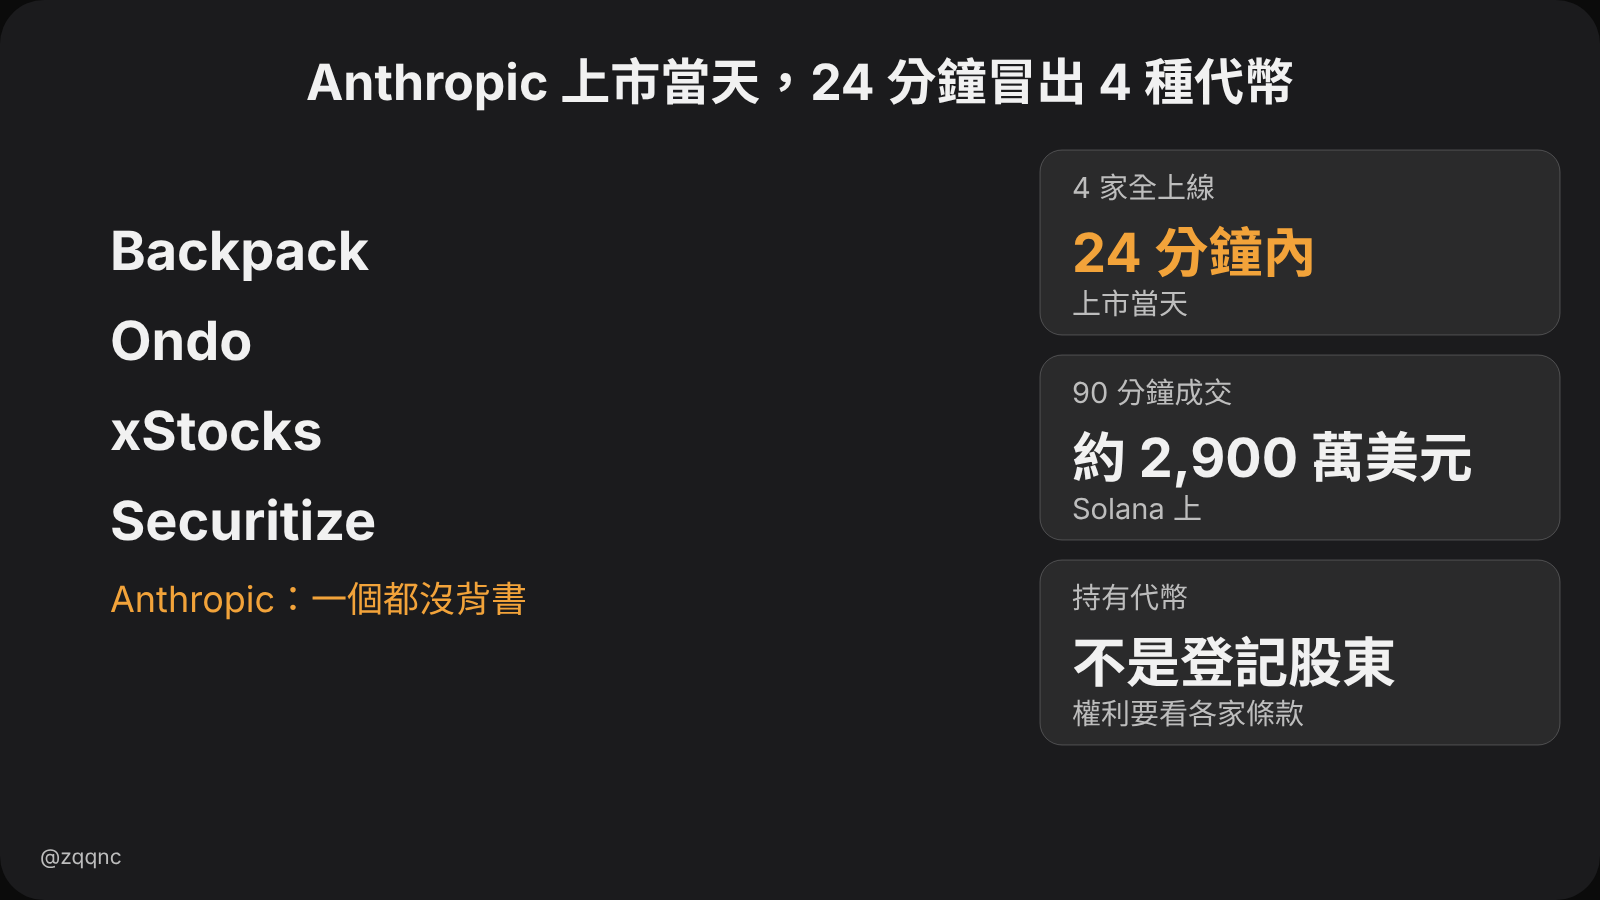 Anthropic 上市當天，24 分鐘冒出 4 種代幣
Backpack
Ondo
xStocks
Securitize
Anthropic：一個都沒背書
4 家全上線
24 分鐘內
上市當天
90 分鐘成交
約 2,900 萬美元
Solana 上
持有代幣
不是登記股東
權利要看各家條款
@zqqnc